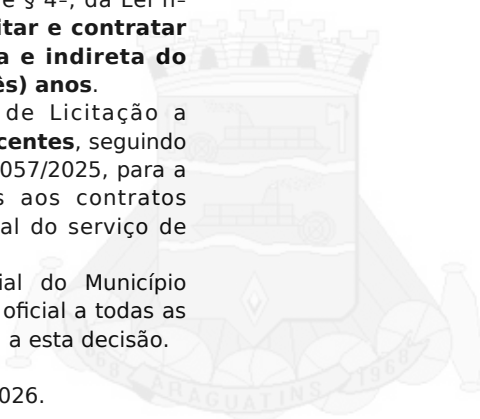 e § 4º, da Lei nº
itar e contratar
a e indireta do
ês) anos.
de Licitação a
centes, seguindo
057/2025, para a
s aos contratos
al do serviço de
ial do Município
oficial a todas as
a esta decisão.
026.
1868 ARAGUATINS 1968